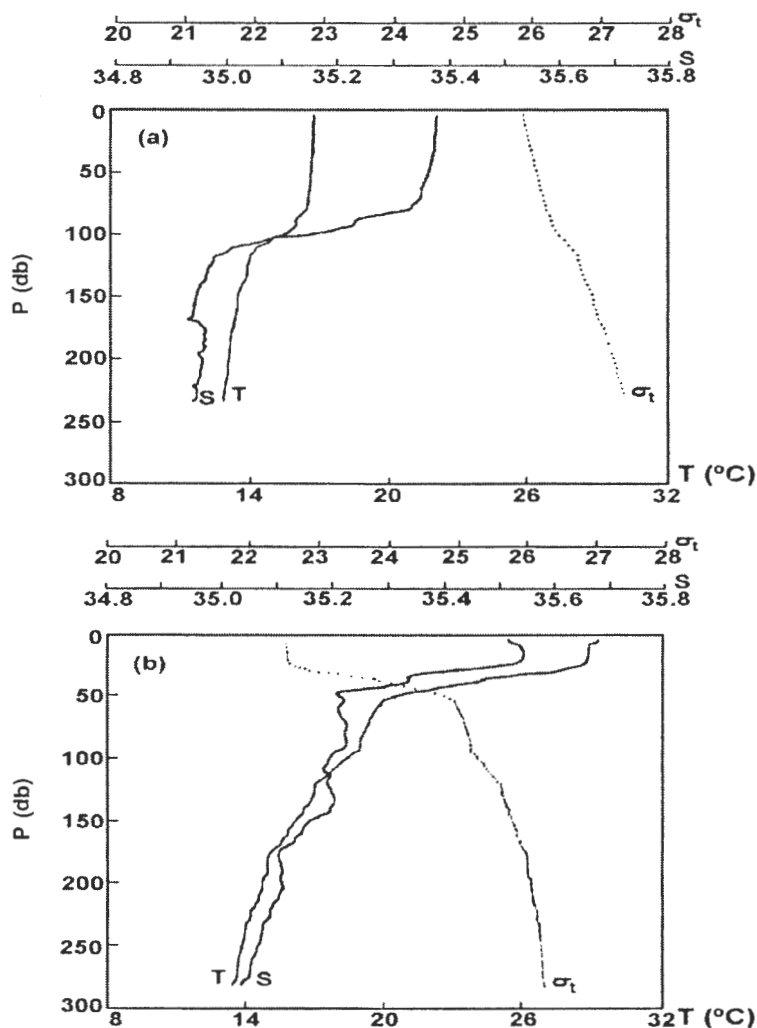 σt
20 21 22 23 24 25 26 27 28
S
34.8 35.0 35.2 35.4 35.6 35.8
0
(a)
50
100
P (db)
150
200
S T σt
250
300
T (°C)
8 14 20 26 32
σt
20 21 22 23 24 25 26 27 28
S
34.8 35.0 35.2 35.4 35.6 35.8
0
(b)
50
100
P (db)
150
200
250
T S σt
300
8 14 20 26 32 T (°C)